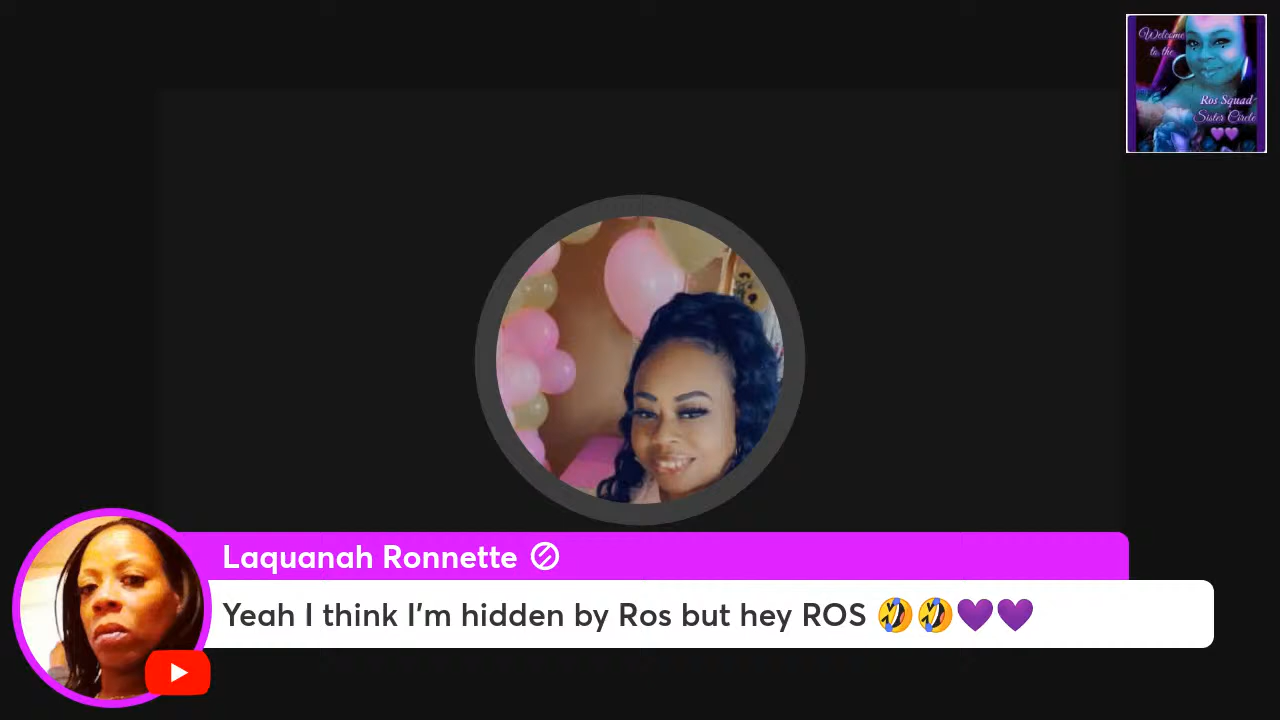 Welcome
to the
Ros Squad
Sister Circle
💜💜
Laquanah Ronnette
Yeah I think I'm hidden by Ros but hey ROS 🤣🤣💜💜